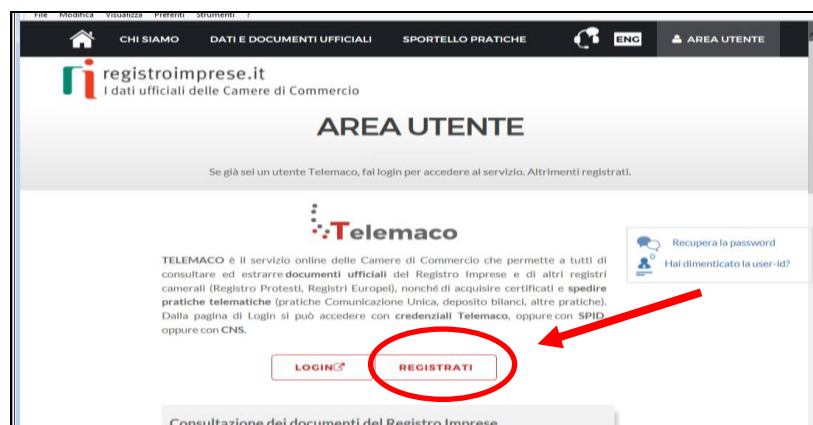 File Modifica Visualizza Preferiti Strumenti ?
CHI SIAMO DATI E DOCUMENTI UFFICIALI SPORTELLO PRATICHE ENG AREA UTENTE
registroimprese.it
I dati ufficiali delle Camere di Commercio
AREA UTENTE
Se già sei un utente Telemaco, fai login per accedere al servizio. Altrimenti registrati.
Telemaco
Recupera la password
Hai dimenticato la user-id?
TELEMACO è il servizio online delle Camere di Commercio che permette a tutti di
consultare ed estrarre documenti ufficiali del Registro Imprese e di altri registri
camerali (Registro Protesti, Registri Europei), nonché di acquisire certificati e spedire
pratiche telematiche (pratiche Comunicazione Unica, deposito bilanci, altre pratiche).
Dalla pagina di Login si può accedere con credenziali Telemaco, oppure con SPID,
oppure con CNS.
LOGIN REGISTRATI
Consultazione dei documenti del Registro Imprese